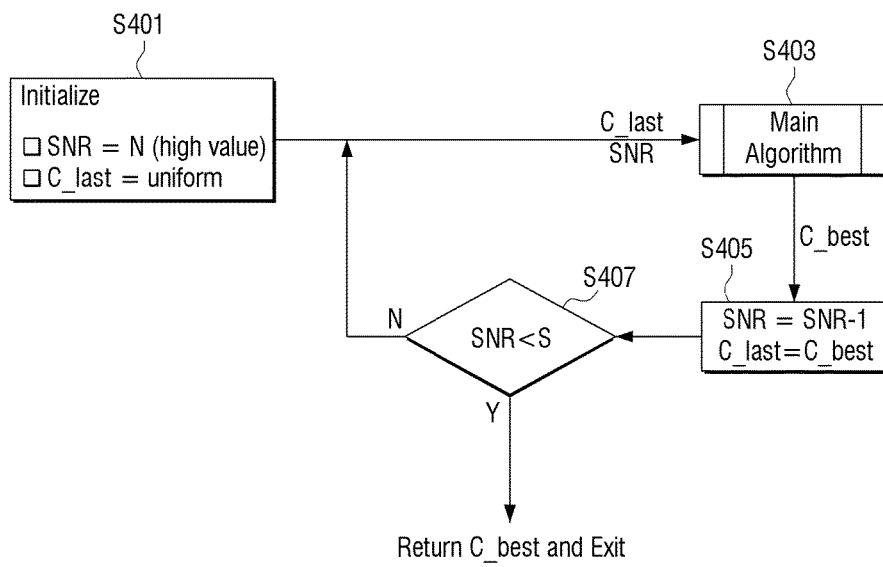 S401
Initialize
☐ SNR = N (high value)
☐ C_last = uniform
C_last
SNR
S403
Main
Algorithm
C_best
S405
SNR = SNR-1
C_last=C_best
S407
SNR<S
N
Y
Return C_best and Exit